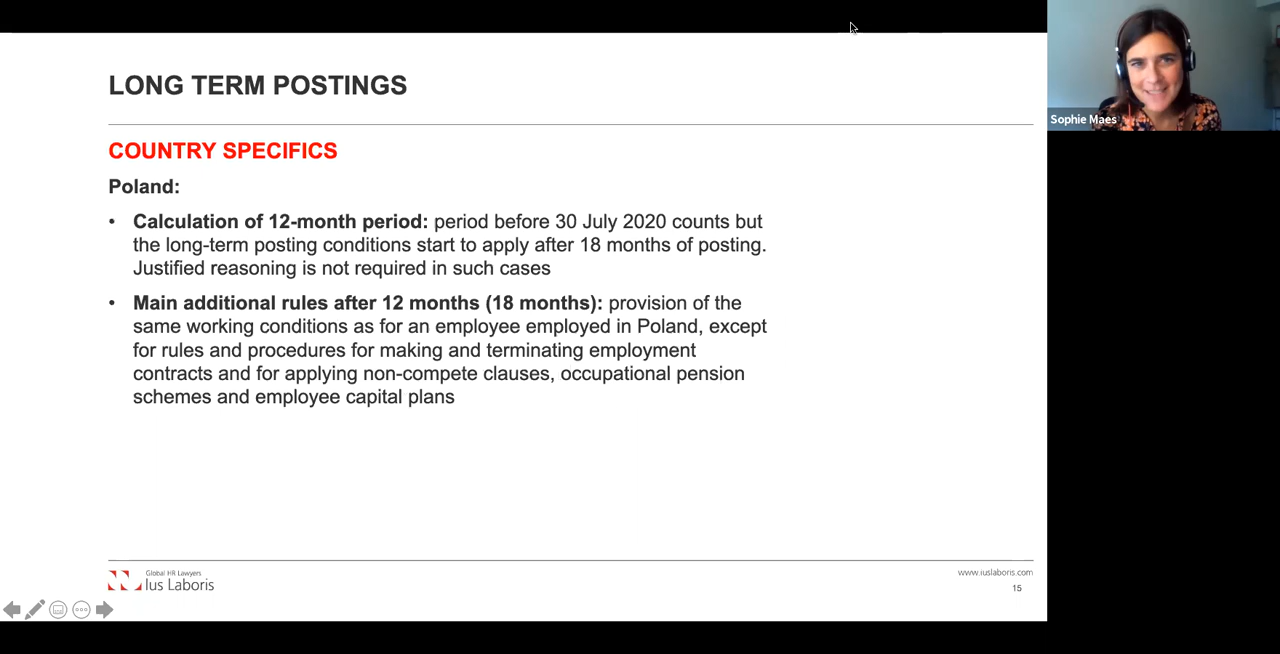 LONG TERM POSTINGS
COUNTRY SPECIFICS
Poland:
• Calculation of 12-month period: period before 30 July 2020 counts but
the long-term posting conditions start to apply after 18 months of posting.
Justified reasoning is not required in such cases
• Main additional rules after 12 months (18 months): provision of the
same working conditions as for an employee employed in Poland, except
for rules and procedures for making and terminating employment
contracts and for applying non-compete clauses, occupational pension
schemes and employee capital plans
Global HR Lawyers
Ius Laboris
www.iuslaboris.com
15
Sophie Maes